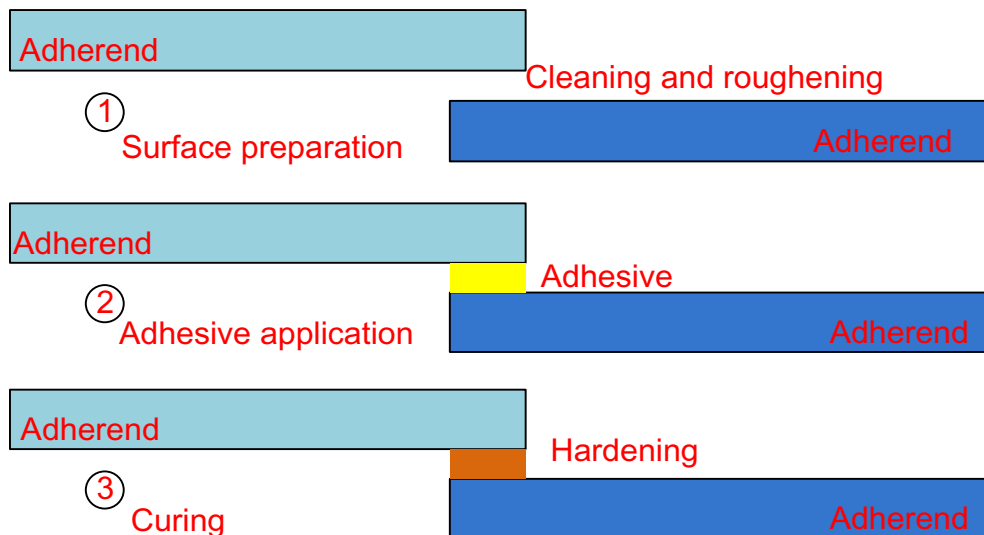 Adherend
Cleaning and roughening
1
Surface preparation
Adherend
Adherend
Adhesive
2
Adhesive application
Adherend
Adherend
Hardening
3
Curing
Adherend